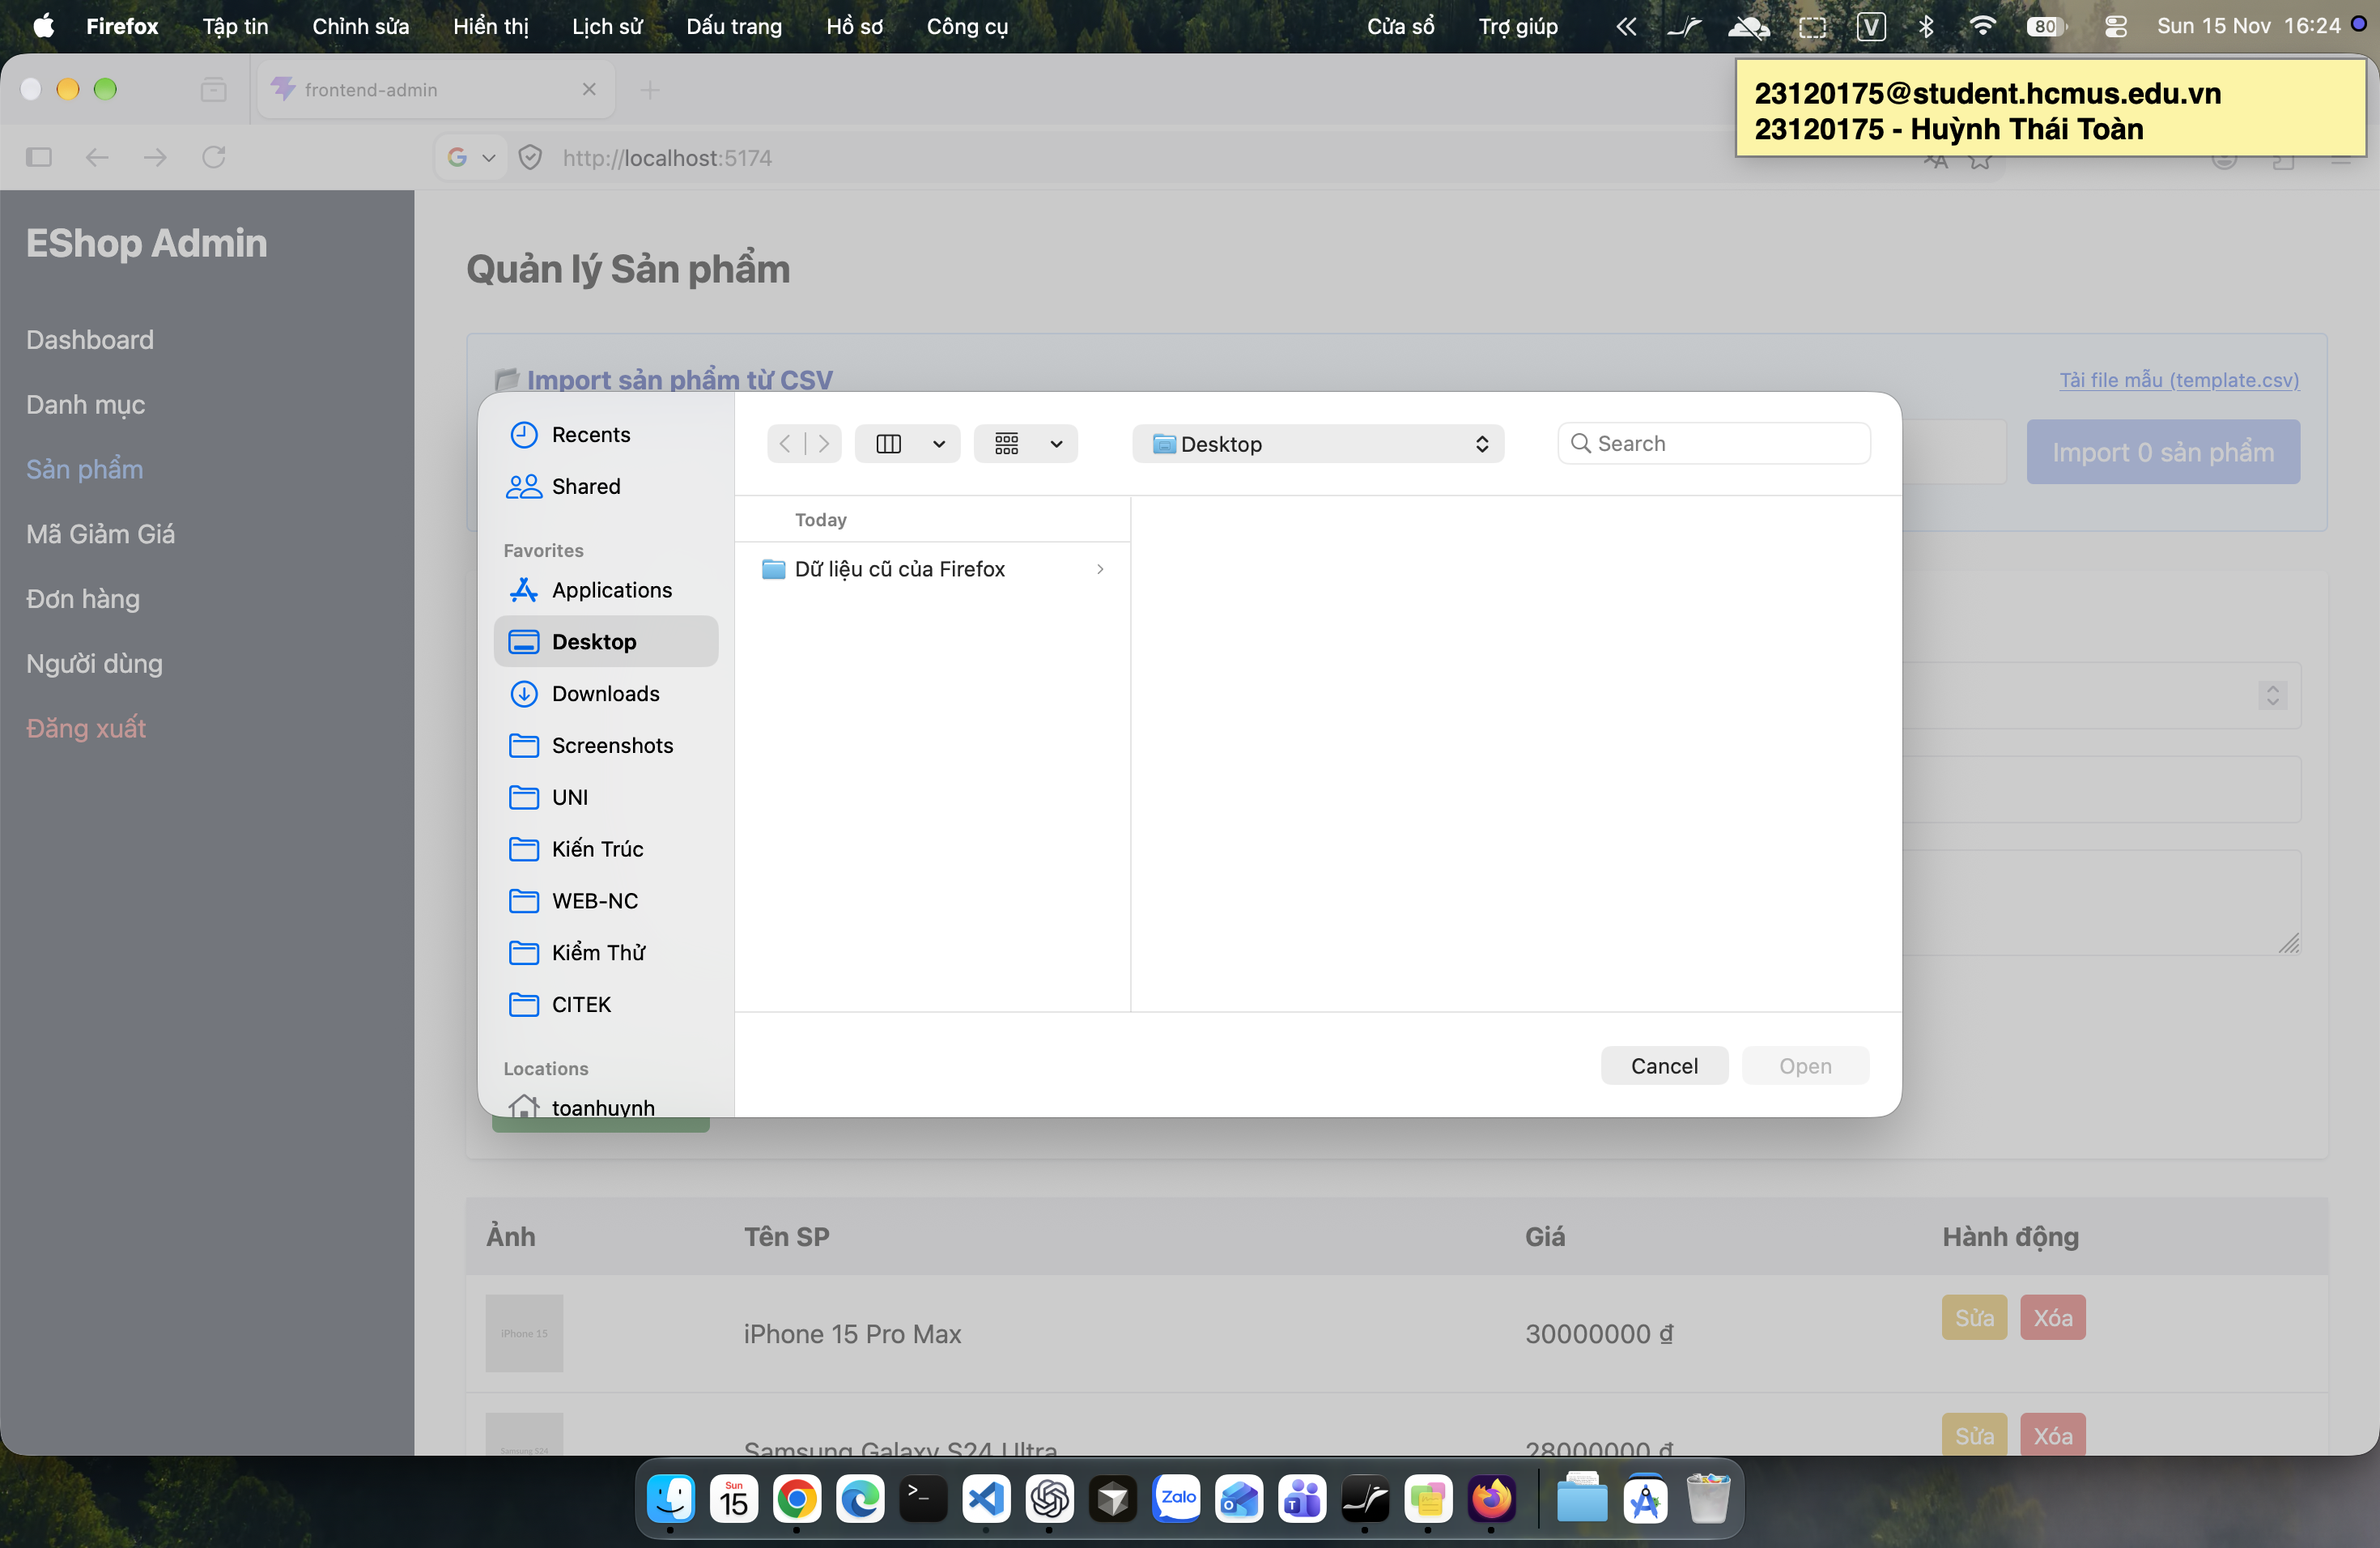 Firefox Tập tin Chỉnh sửa Hiển thị Lịch sử Dấu trang Hồ sơ Công cụ Cửa sổ Trợ giúp V 80 Sun 15 Nov 16:24
frontend-admin
23120175@student.hcmus.edu.vn
23120175 - Huỳnh Thái Toàn
http://localhost:5174
EShop Admin
Dashboard
Danh mục
Sản phẩm
Mã Giảm Giá
Đơn hàng
Người dùng
Đăng xuất
Quản lý Sản phẩm
Import sản phẩm từ CSV
Tải file mẫu (template.csv)
Import 0 sản phẩm
Recents
Shared
Favorites
Applications
Desktop
Downloads
Screenshots
UNI
Kiến Trúc
WEB-NC
Kiểm Thử
CITEK
Locations
toanhuynh
Desktop
Search
Today
Dữ liệu cũ của Firefox
Cancel
Open
Ảnh Tên SP Giá Hành động
iPhone 15
iPhone 15 Pro Max 30000000 ₫ Sửa Xóa
Samsung S24
Samsung Galaxy S24 Ultra 28000000 ₫ Sửa Xóa
Sun
15
Zalo